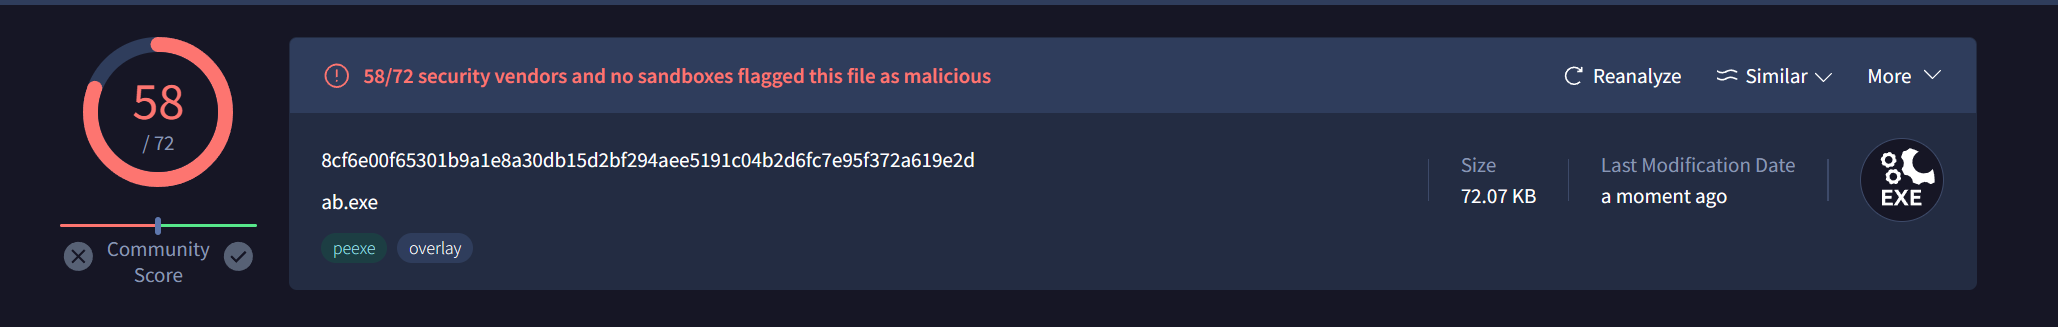 58
/ 72
Community
Score
58/72 security vendors and no sandboxes flagged this file as malicious
Reanalyze
Similar
More
8cf6e00f65301b9a1e8a30db15d2bf294aee5191c04b2d6fc7e95f372a619e2d
ab.exe
peexe
overlay
Size
72.07 KB
Last Modification Date
a moment ago
EXE